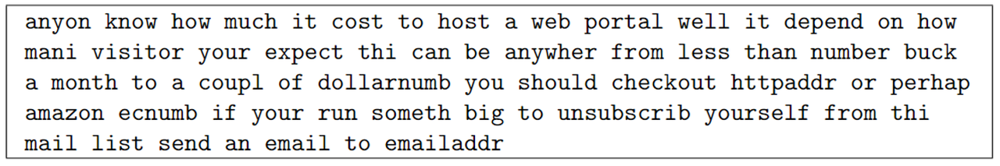 anyon know how much it cost to host a web portal well it depend on how
mani visitor your expect thi can be anywher from less than number buck
a month to a coupl of dollarnumb you should checkout httpaddr or perhap
amazon ecnumb if your run someth big to unsubscrib yourself from thi
mail list send an email to emailaddr